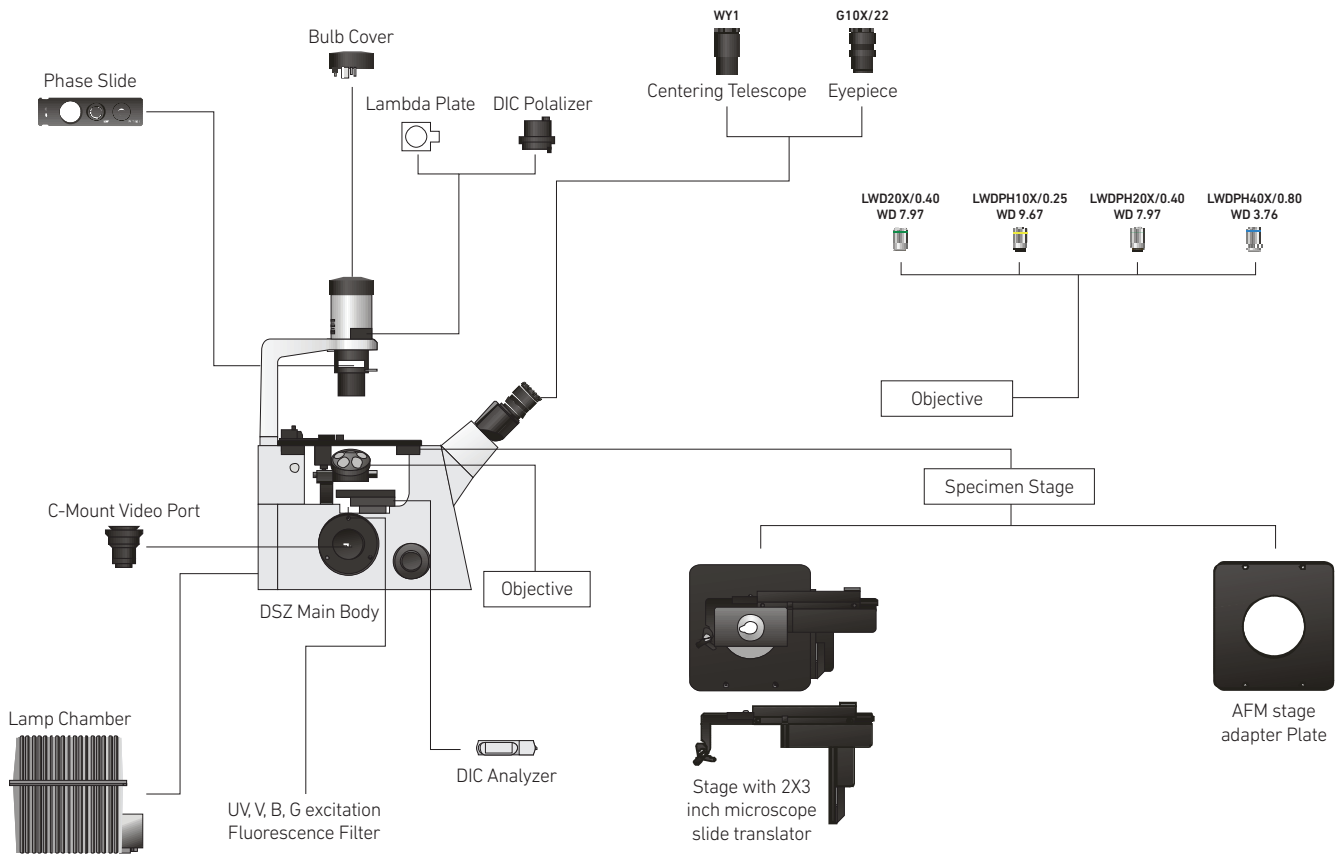 WY1
G10X/22
Bulb Cover
Phase Slide
Centering Telescope
Eyepiece
Lambda Plate
DIC Polalizer
LWD20X/0.40
WD 7.97
LWDPH10X/0.25
WD 9.67
LWDPH20X/0.40
WD 7.97
LWDPH40X/0.80
WD 3.76
Objective
Specimen Stage
C-Mount Video Port
Objective
DSZ Main Body
Lamp Chamber
AFM stage
adapter Plate
DIC Analyzer
Stage with 2X3
inch microscope
slide translator
UV, V, B, G excitation
Fluorescence Filter